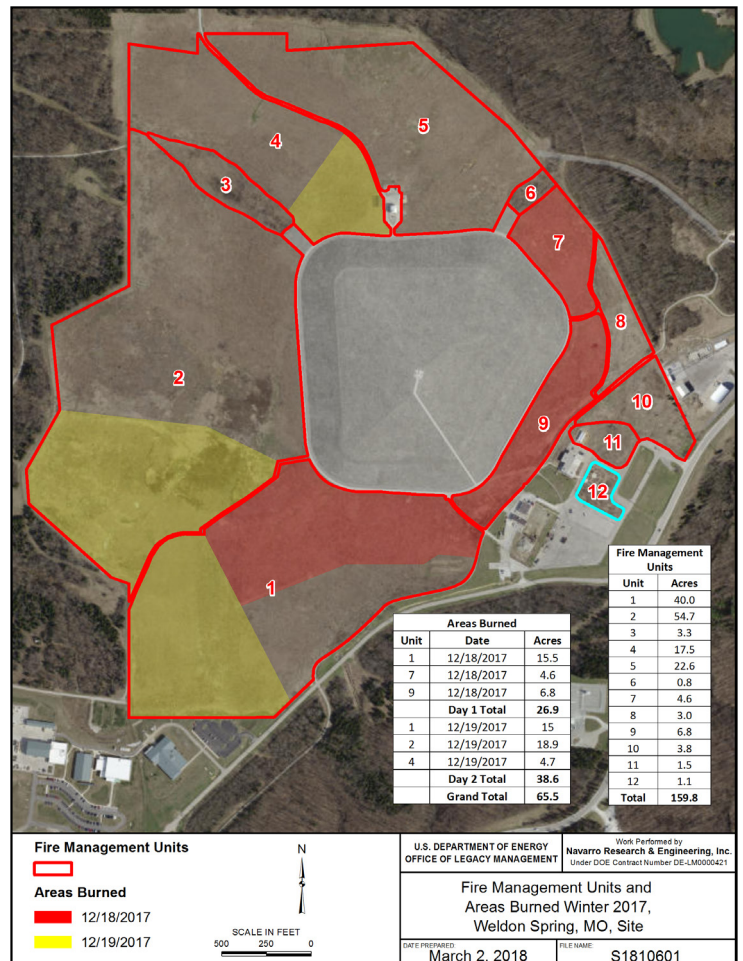 5
4
3
6
7
8
2
10
9
11
12
1
Fire Management
Units
Unit Acres
1 40.0
2 54.7
3 3.3
4 17.5
5 22.6
6 0.8
7 4.6
8 3.0
9 6.8
10 3.8
11 1.5
12 1.1
Total 159.8
Areas Burned
Unit Date Acres
1 12/18/2017 15.5
7 12/18/2017 4.6
9 12/18/2017 6.8
Day 1 Total 26.9
1 12/19/2017 15
2 12/19/2017 18.9
4 12/19/2017 4.7
Day 2 Total 38.6
Grand Total 65.5
Fire Management Units
Areas Burned
12/18/2017
12/19/2017
N
SCALE IN FEET
500 250 0
U.S. DEPARTMENT OF ENERGY
OFFICE OF LEGACY MANAGEMENT
Work Performed by
Navarro Research & Engineering, Inc.
Under DOE Contract Number DE-LM0000421
Fire Management Units and
Areas Burned Winter 2017,
Weldon Spring, MO, Site
DATE PREPARED:
March 2, 2018
FILE NAME:
S1810601